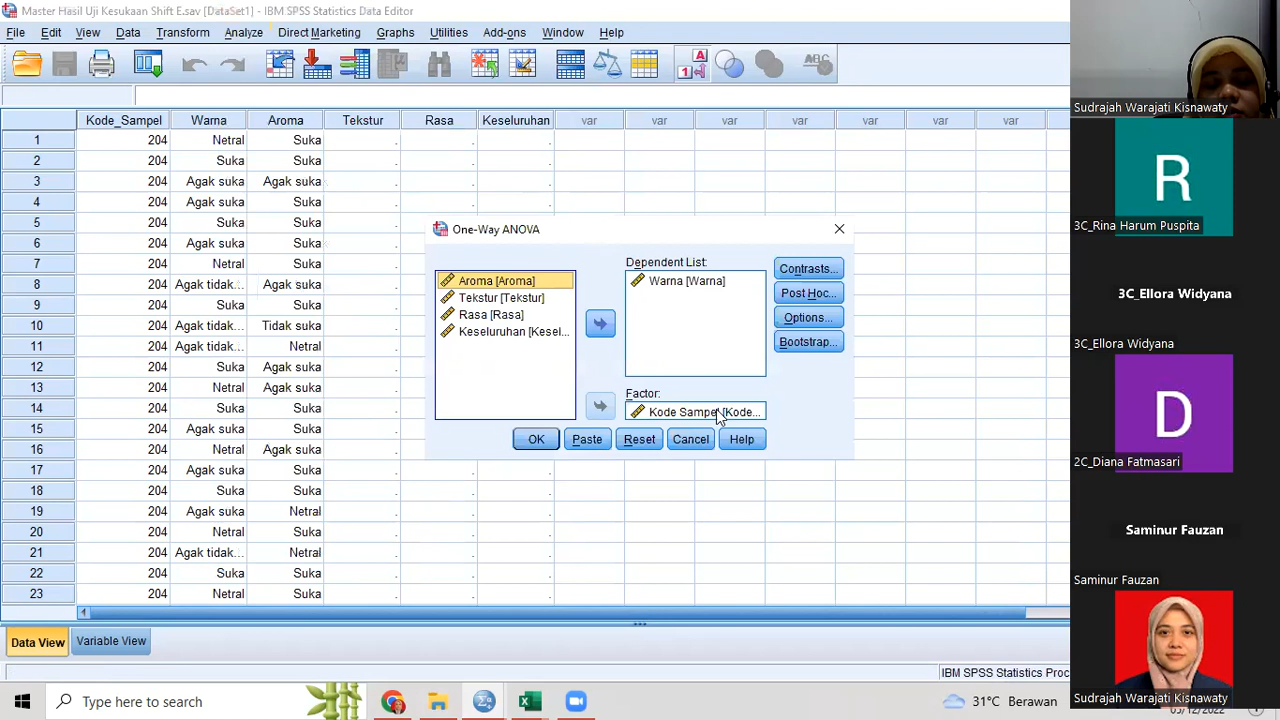 Master Hasil Uji Kesukaan Shift E.sav [DataSet1] - IBM SPSS Statistics Data Editor
File Edit View Data Transform Analyze Direct Marketing Graphs Utilities Add-ons Window Help
Kode_Sampel Warna Aroma Tekstur Rasa Keseluruhan var var var var var var
1 204 Netral Suka . . .
2 204 Suka Suka . . .
3 204 Agak suka Agak suka . . .
4 204 Agak suka Suka . . .
5 204 Suka Suka . . .
6 204 Suka Suka . . .
7 204 Netral Suka . . .
8 204 Agak tidak... Agak suka . . .
9 204 Suka Suka . . .
10 204 Agak tidak... Tidak suka . . .
11 204 Agak tidak... Netral . . .
12 204 Suka Agak suka . . .
13 204 Netral Agak suka . . .
14 204 Suka Suka . . .
15 204 Suka Agak suka . . .
16 204 Netral Agak suka . . .
17 204 Agak suka Suka . . .
18 204 Suka Suka . . .
19 204 Agak suka Netral . . .
20 204 Netral Suka . . .
21 204 Agak tidak... Netral . . .
22 204 Suka Suka . . .
23 204 Netral Suka . . .
One-Way ANOVA
Aroma [Aroma]
Tekstur [Tekstur]
Rasa [Rasa]
Keseluruhan [Kesel...
Dependent List:
Warna [Warna]
Factor:
Kode Sampel [Kode...
Contrasts...
Post Hoc...
Options...
Bootstrap...
OK Paste Reset Cancel Help
Data View Variable View
IBM SPSS Statistics Proc
Type here to search
31°C Berawan
05/12/2022
Sudrajah Warajati Kisnawaty
R
3C_Rina Harum Puspita
3C_Ellora Widyana
3C_Ellora Widyana
D
2C_Diana Fatmasari
Saminur Fauzan
Saminur Fauzan
Sudrajah Warajati Kisnawaty